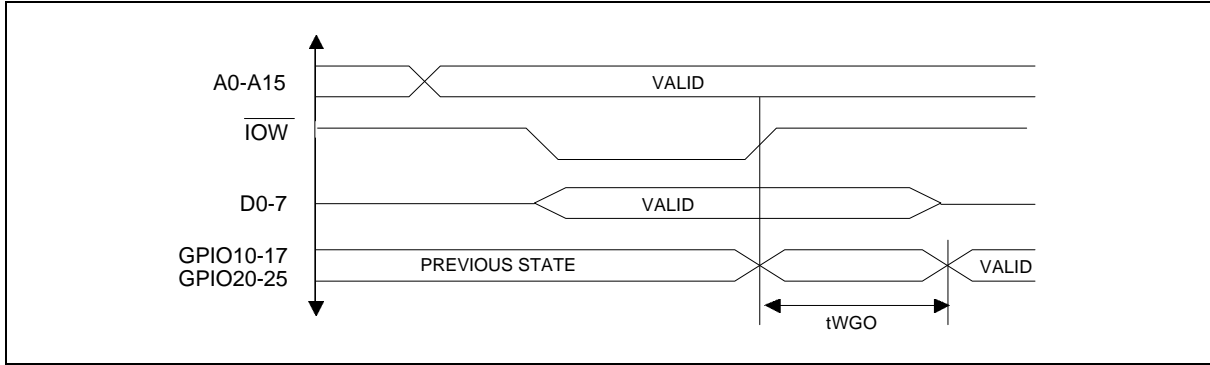 A0-A15
VALID
IOW
D0-7
VALID
GPIO10-17
GPIO20-25
PREVIOUS STATE
VALID
tWGO